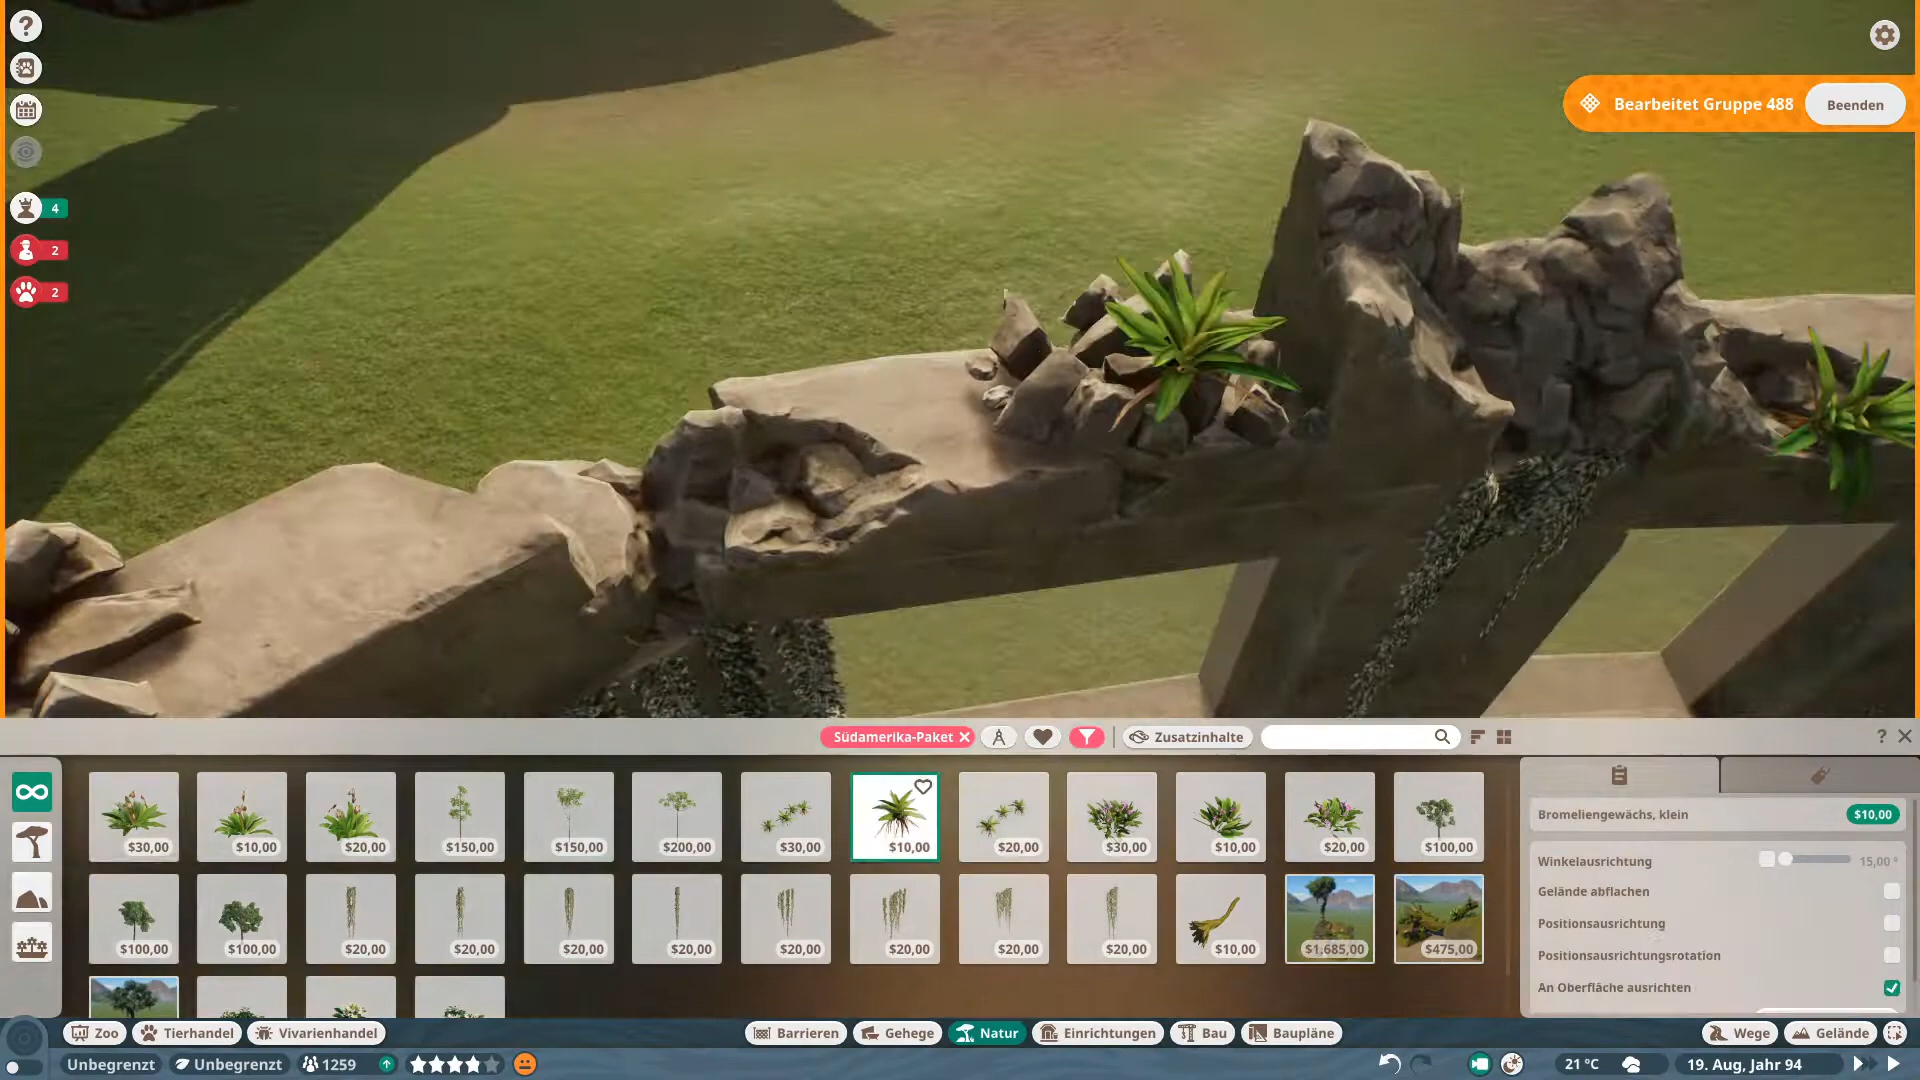 ?
Bearbeitet Gruppe 488 Beenden
4
2
2
Südamerika-Paket Zusatzinhalte ?
$30,00 $10,00 $20,00 $150,00 $150,00 $200,00 $30,00 $10,00 $20,00 $30,00 $10,00 $20,00 $100,00
$100,00 $100,00 $20,00 $20,00 $20,00 $20,00 $20,00 $20,00 $20,00 $20,00 $10,00 $1.685,00 $475,00
Bromeliengewächs, klein $10,00
Winkelausrichtung 15,00 °
Gelände abflachen
Positionsausrichtung
Positionsausrichtungsrotation
An Oberfläche ausrichten
Zoo Tierhandel Vivarienhandel Barrieren Gehege Natur Einrichtungen Bau Baupläne Wege Gelände
Unbegrenzt Unbegrenzt 1259 21 °C 19. Aug, Jahr 94